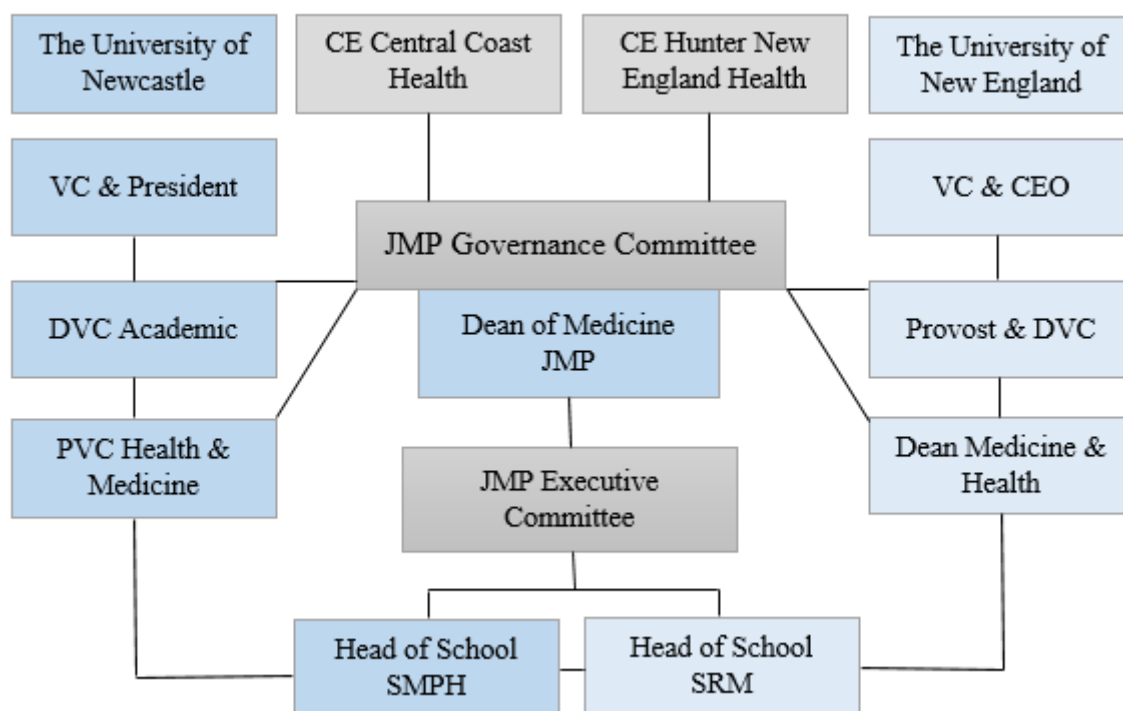 The University of
Newcastle
CE Central Coast
Health
CE Hunter New
England Health
The University of
New England
VC & President
VC & CEO
JMP Governance Committee
DVC Academic
Dean of Medicine
JMP
Provost & DVC
PVC Health &
Medicine
JMP Executive
Committee
Dean Medicine &
Health
Head of School
SMPH
Head of School
SRM